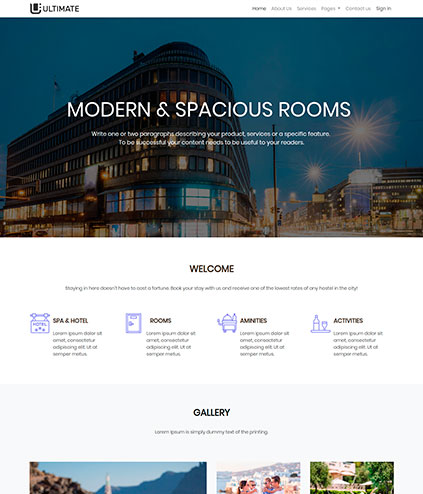 ULTIMATE
Home About Us Services Pages Contact us Sign in
MODERN & SPACIOUS ROOMS
Write one or two paragraphs describing your product, services or a specific feature.
To be successful your content needs to be useful to your readers.
WELCOME
Staying in here doesn't have to cost a fortune. Book your stay with us and receive one of the lowest rates of any hostel in the city!
HOTEL
SPA & HOTEL
Lorem ipsum dolor sit
amet, consectetur
adipiscing elit. Ut at
semper metus.
ROOMS
Lorem ipsum dolor sit
amet, consectetur
adipiscing elit. Ut at
semper metus.
AMINITIES
Lorem ipsum dolor sit
amet, consectetur
adipiscing elit. Ut at
semper metus.
ACTIVITIES
Lorem ipsum dolor sit
amet, consectetur
adipiscing elit. Ut at
semper metus.
GALLERY
Lorem Ipsum is simply dummy text of the printing.